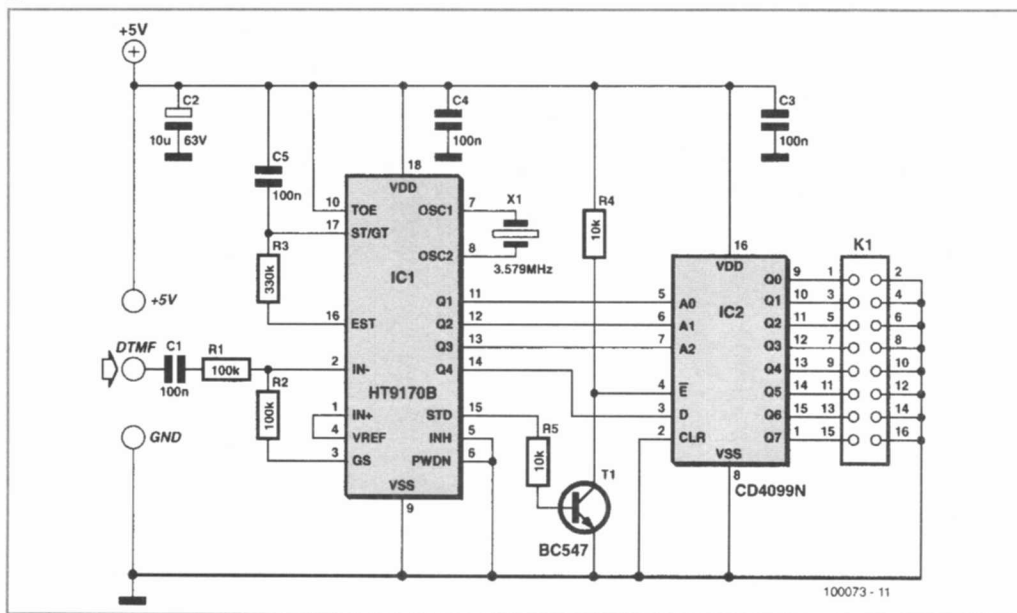 +5V
C2
10u 63V
C5
100n
C4
100n
C3
100n
18
VDD
10 TOE OSC1 7
17 ST/GT
X1
OSC2 8
3.579MHz
R3
330k
IC1
R4
10k
16
VDD
K1
Q0 9 1 2
Q1 11 5 A0 Q1 10 3 4
IC2
16 EST Q2 12 6 A1 Q2 11 5 6
Q3 13 7 A2 Q3 12 7 8
+5V
DTMF
C1
100n
R1
100k
2 IN- Q4 14 Q4 13 9 10
HT9170B
4 E Q5 14 11 12
R2
100k
1 IN+ STD 15 3 D Q6 15 13 14
4 VREF INH 5 2 CLR Q7 1 15 16
3 GS PWDN 6
GND
R5
10k
VSS
9
T1
BC547
VSS
8
CD4099N
100073 - 11